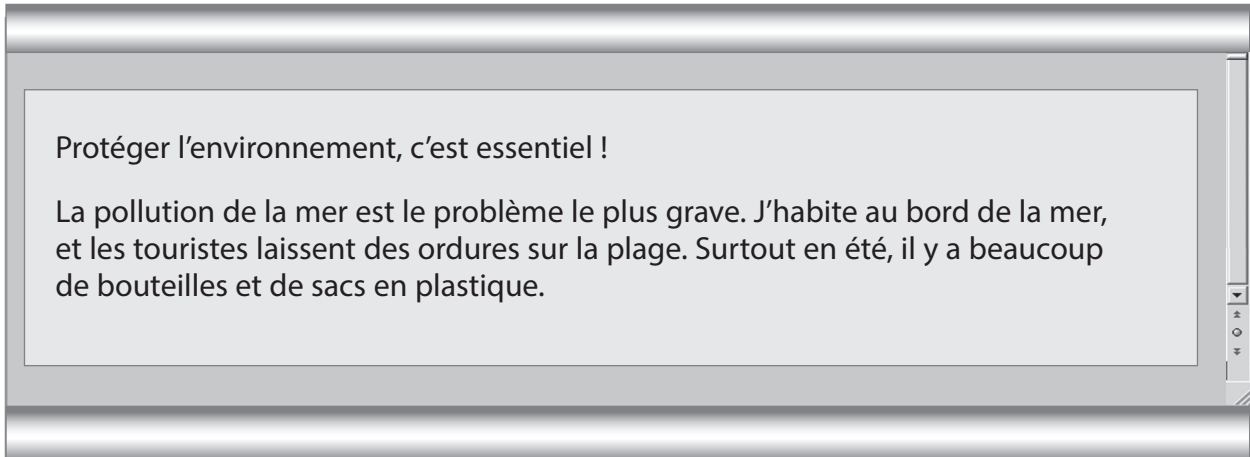 Protéger l’environnement, c’est essentiel !
La pollution de la mer est le problème le plus grave. J’habite au bord de la mer,
et les touristes laissent des ordures sur la plage. Surtout en été, il y a beaucoup
de bouteilles et de sacs en plastique.